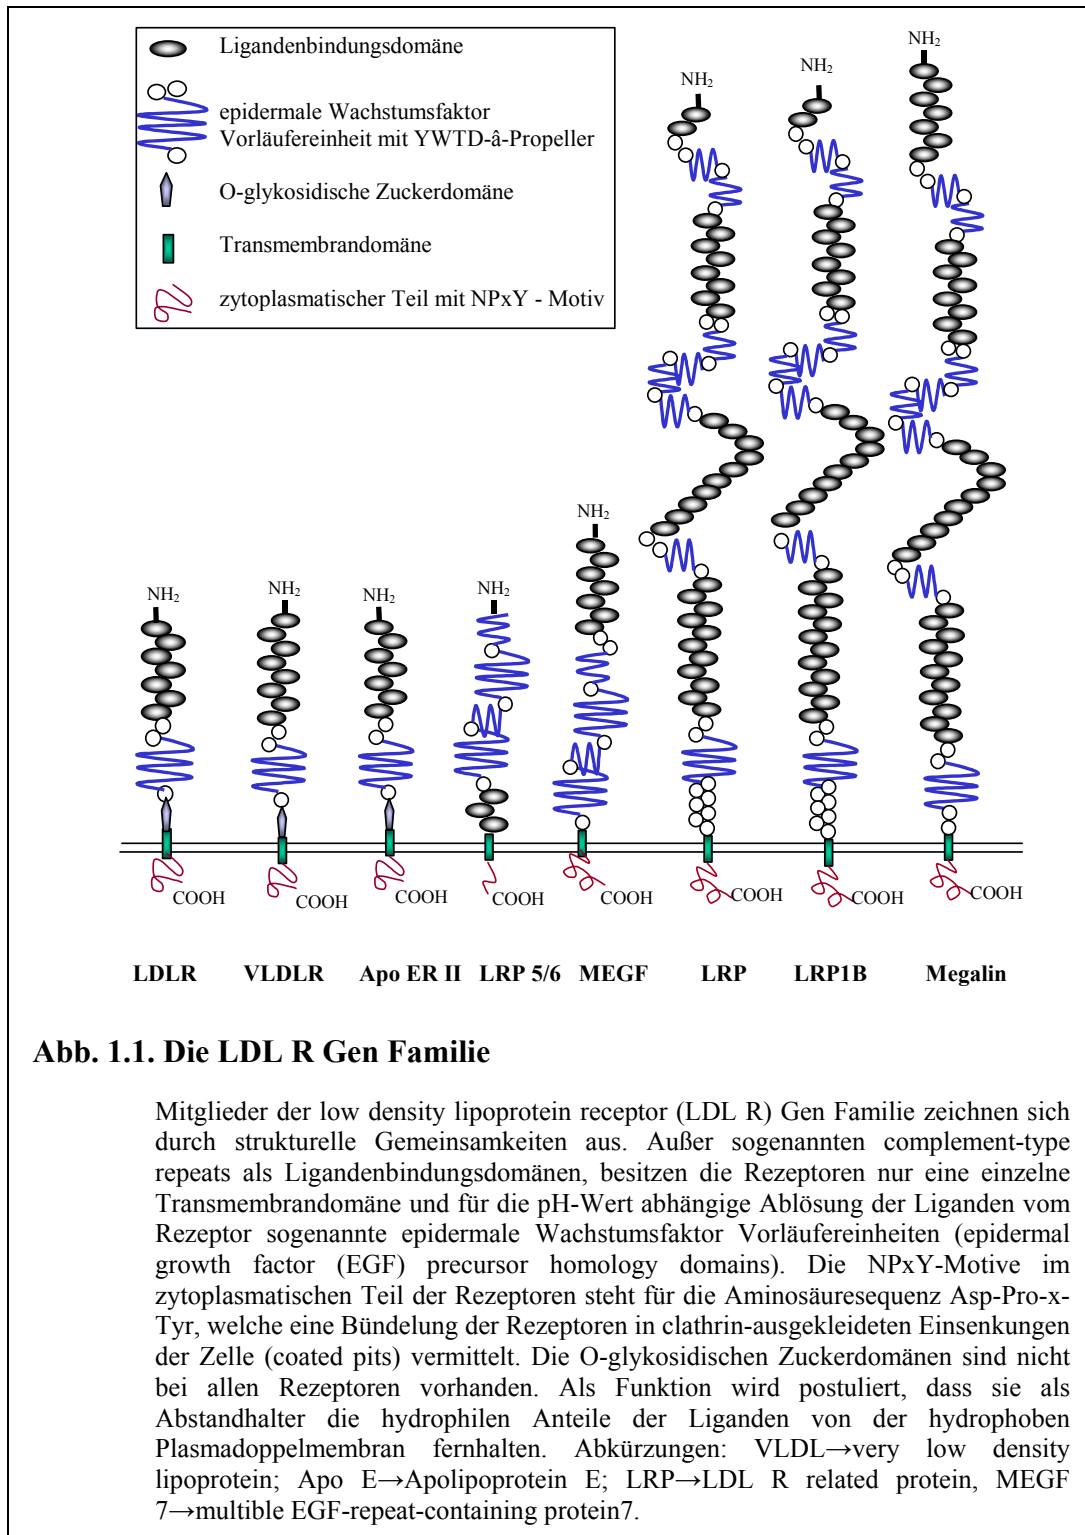 Ligandenbindungsdomäne
epidermale Wachstumsfaktor
Vorläufereinheit mit YWTD-â-Propeller
O-glykosidische Zuckerdomäne
Transmembrandomäne
zytoplasmatischer Teil mit NPxY - Motiv
NH₂
NH₂
NH₂
NH₂
NH₂
NH₂
NH₂
NH₂
COOH
COOH
COOH
COOH
COOH
COOH
COOH
COOH
LDLR VLDLR Apo ER II LRP 5/6 MEGF LRP LRP1B Megalin
Abb. 1.1. Die LDL R Gen Familie
Mitglieder der low density lipoprotein receptor (LDL R) Gen Familie zeichnen sich
durch strukturelle Gemeinsamkeiten aus. Außer sogenannten complement-type
repeats als Ligandenbindungsdomänen, besitzen die Rezeptoren nur eine einzelne
Transmembrandomäne und für die pH-Wert abhängige Ablösung der Liganden vom
Rezeptor sogenannte epidermale Wachstumsfaktor Vorläufereinheiten (epidermal
growth factor (EGF) precursor homology domains). Die NPxY-Motive im
zytoplasmatischen Teil der Rezeptoren steht für die Aminosäuresequenz Asp-Pro-x-
Tyr, welche eine Bündelung der Rezeptoren in clathrin-ausgekleideten Einsenkungen
der Zelle (coated pits) vermittelt. Die O-glykosidischen Zuckerdomänen sind nicht
bei allen Rezeptoren vorhanden. Als Funktion wird postuliert, dass sie als
Abstandhalter die hydrophilen Anteile der Liganden von der hydrophoben
Plasmadoppelmembran fernhalten. Abkürzungen: VLDL→very low density
lipoprotein; Apo E→Apolipoprotein E; LRP→LDL R related protein, MEGF
7→multible EGF-repeat-containing protein7.